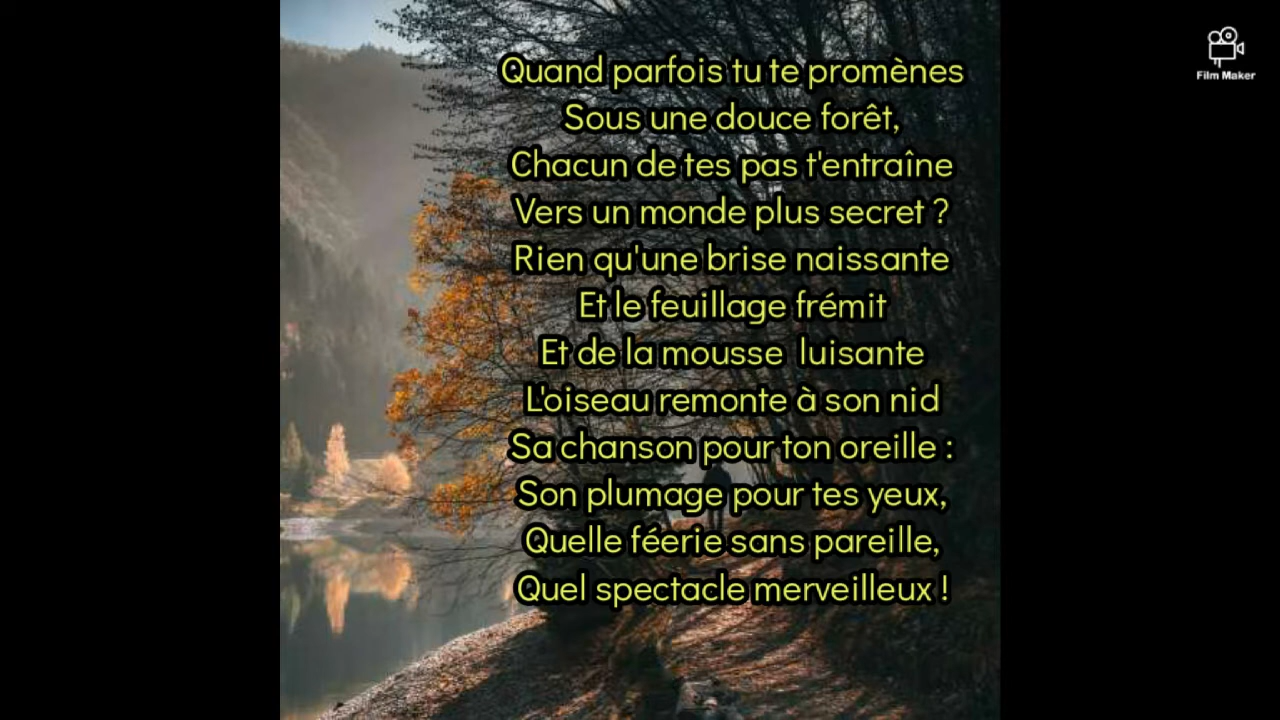 Quand parfois tu te promènes
Sous une douce forêt,
Chacun de tes pas t'entraîne
Vers un monde plus secret ?
Rien qu'une brise naissante
Et le feuillage frémit
Et de la mousse luisante
L'oiseau remonte à son nid
Sa chanson pour ton oreille :
Son plumage pour tes yeux,
Quelle féerie sans pareille,
Quel spectacle merveilleux !
Film Maker